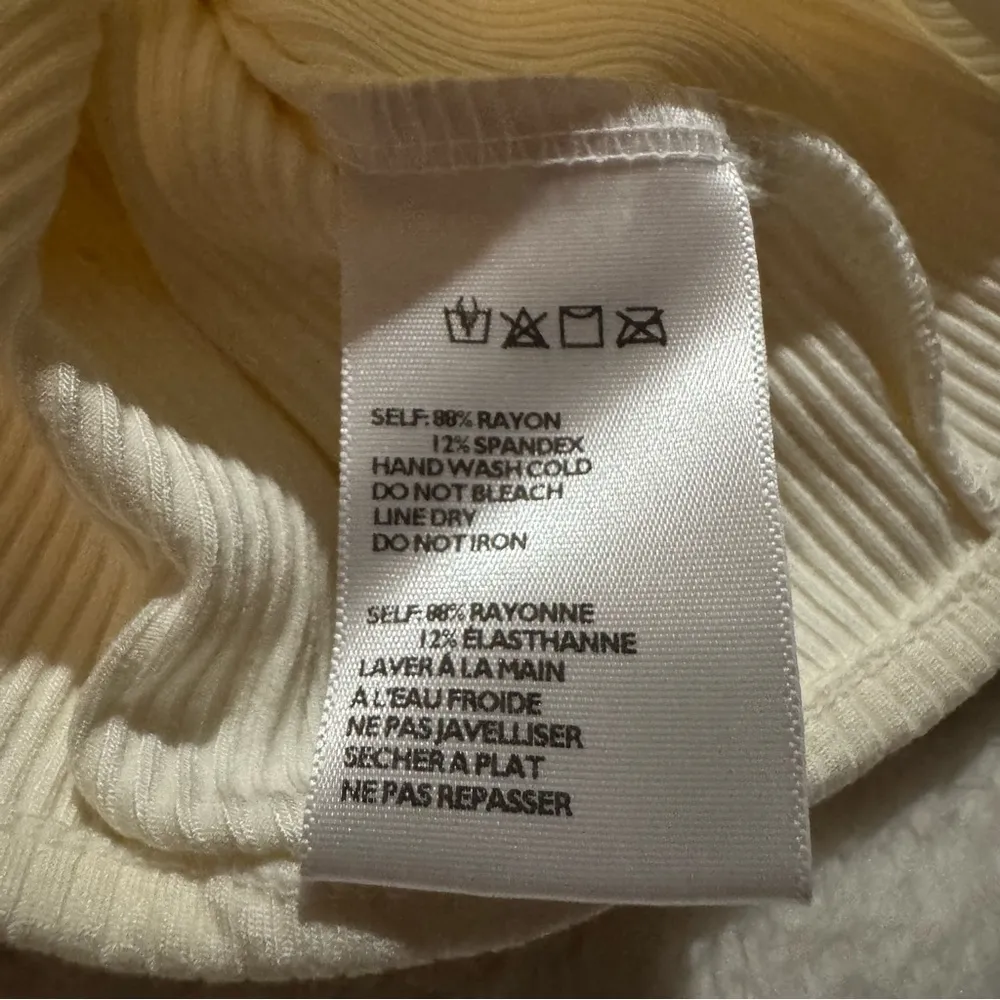 SELF: 88% RAYON
12% SPANDEX
HAND WASH COLD
DO NOT BLEACH
LINE DRY
DO NOT IRON
SELF: 88% RAYONNE
12% ÉLASTHANNE
LAVER À LA MAIN
A L'EAU FROIDE
NE PAS JAVELLISER
SECHER A PLAT
NE PAS REPASSER